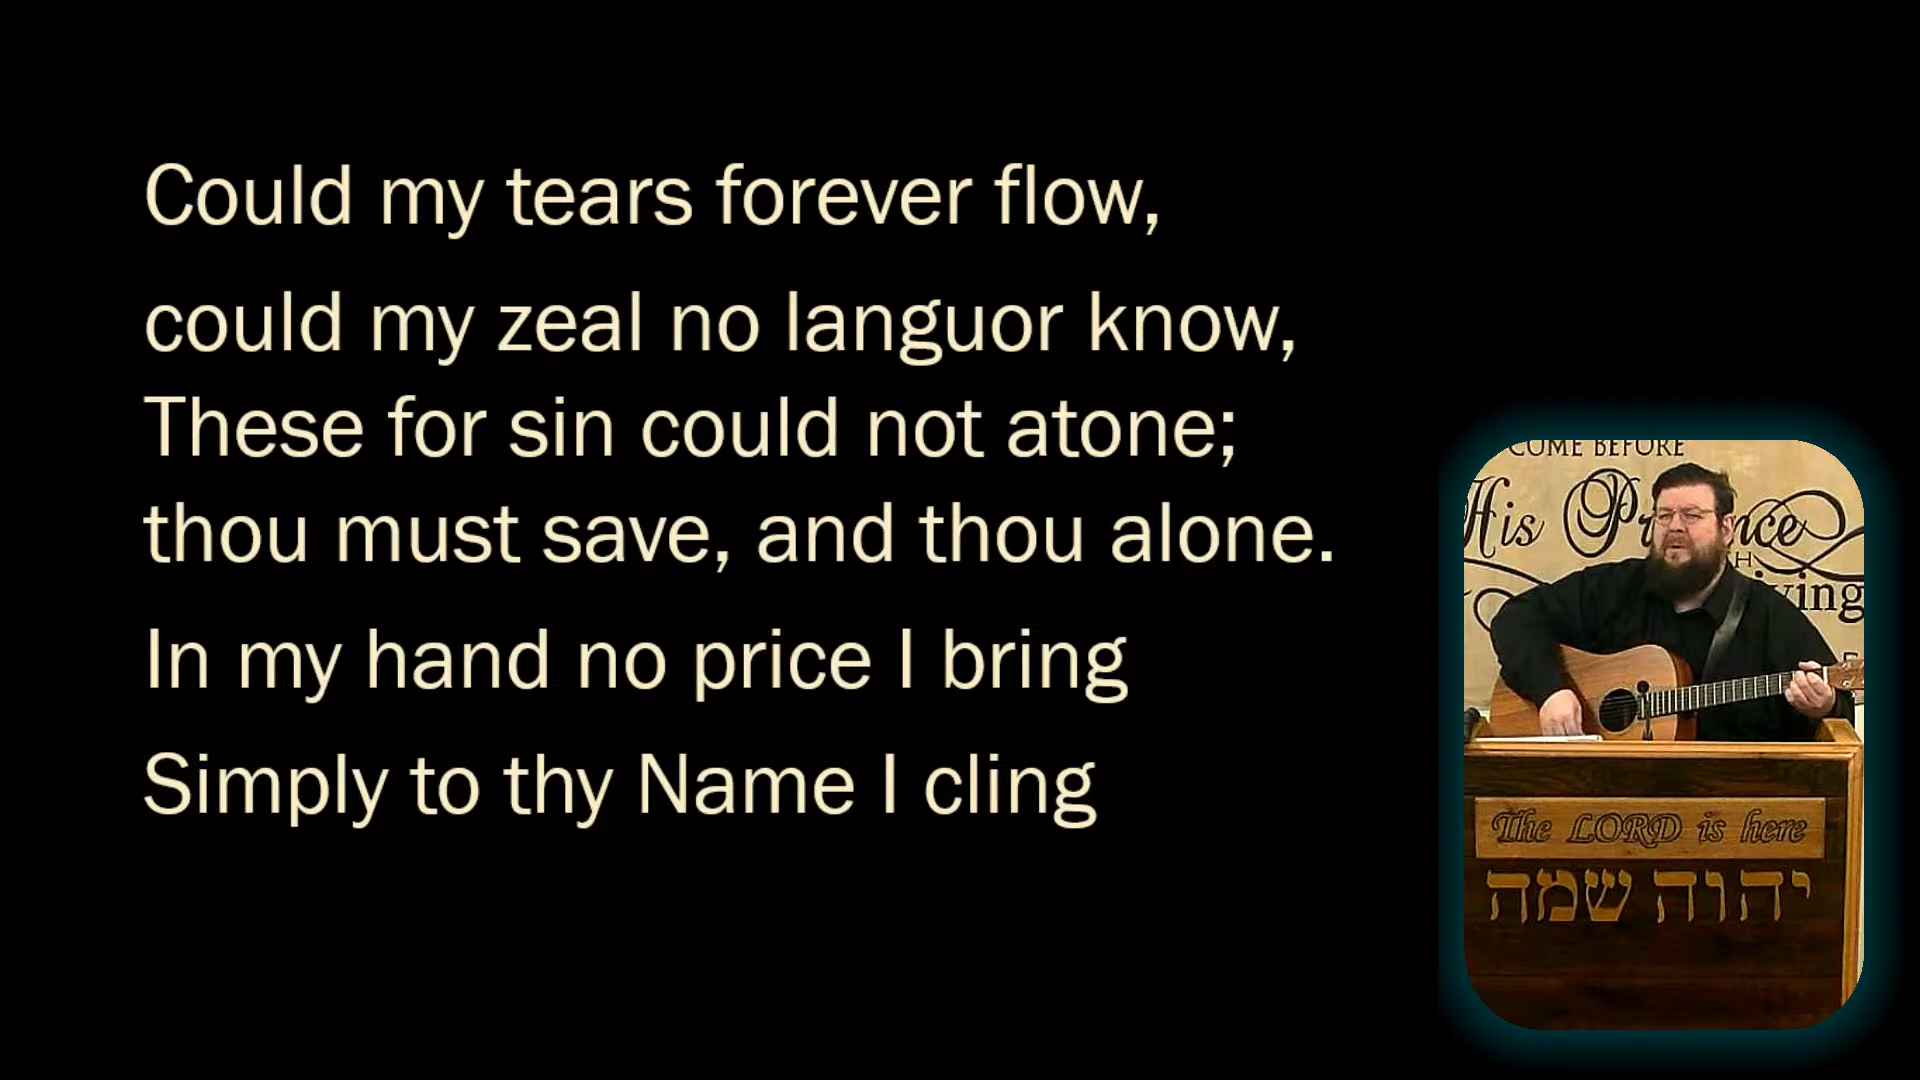 Could my tears forever flow,
could my zeal no languor know,
These for sin could not atone;
thou must save, and thou alone.
In my hand no price I bring
Simply to thy Name I cling
COME BEFORE
His
The LORD is here
יהוה שמה